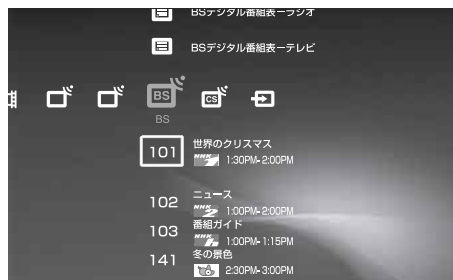 BSデジタル番組表ーラジオ
BSデジタル番組表ーテレビ
BS
CS
BS
101
世界のクリスマス
NHK 1:30PM-2:00PM
102
ニュース
NHK 2 1:00PM-2:00PM
103
番組ガイド
NHK h 1:00PM-1:15PM
141
冬の景色
2:30PM-3:00PM